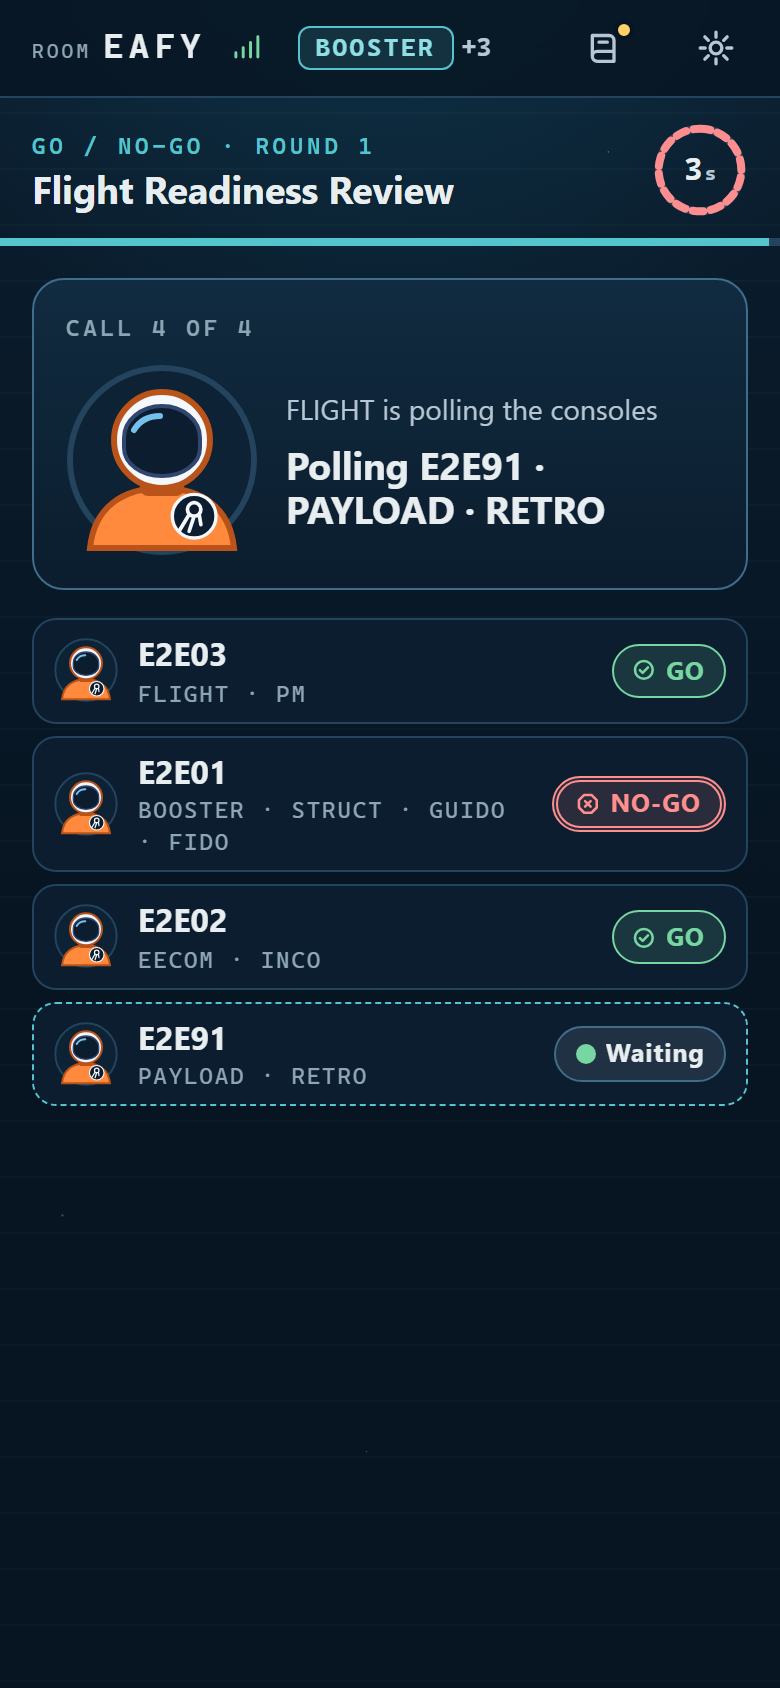 ROOM EAFY BOOSTER +3
GO / NO-GO · ROUND 1
Flight Readiness Review
3s
CALL 4 OF 4
FLIGHT is polling the consoles
Polling E2E91 ·
PAYLOAD · RETRO
E2E03
FLIGHT · PM
GO
E2E01
BOOSTER · STRUCT · GUIDO
· FIDO
NO-GO
E2E02
EECOM · INCO
GO
E2E91
PAYLOAD · RETRO
Waiting